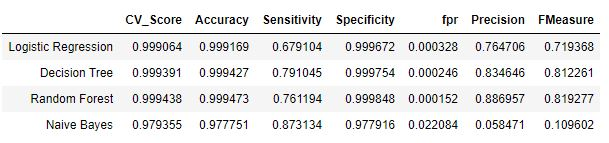 CV_Score Accuracy Sensitivity Specificity fpr Precision FMeasure
Logistic Regression 0.999064 0.999169 0.679104 0.999672 0.000328 0.764706 0.719368
Decision Tree 0.999391 0.999427 0.791045 0.999754 0.000246 0.834646 0.812261
Random Forest 0.999438 0.999473 0.761194 0.999848 0.000152 0.886957 0.819277
Naive Bayes 0.979355 0.977751 0.873134 0.977916 0.022084 0.058471 0.109602